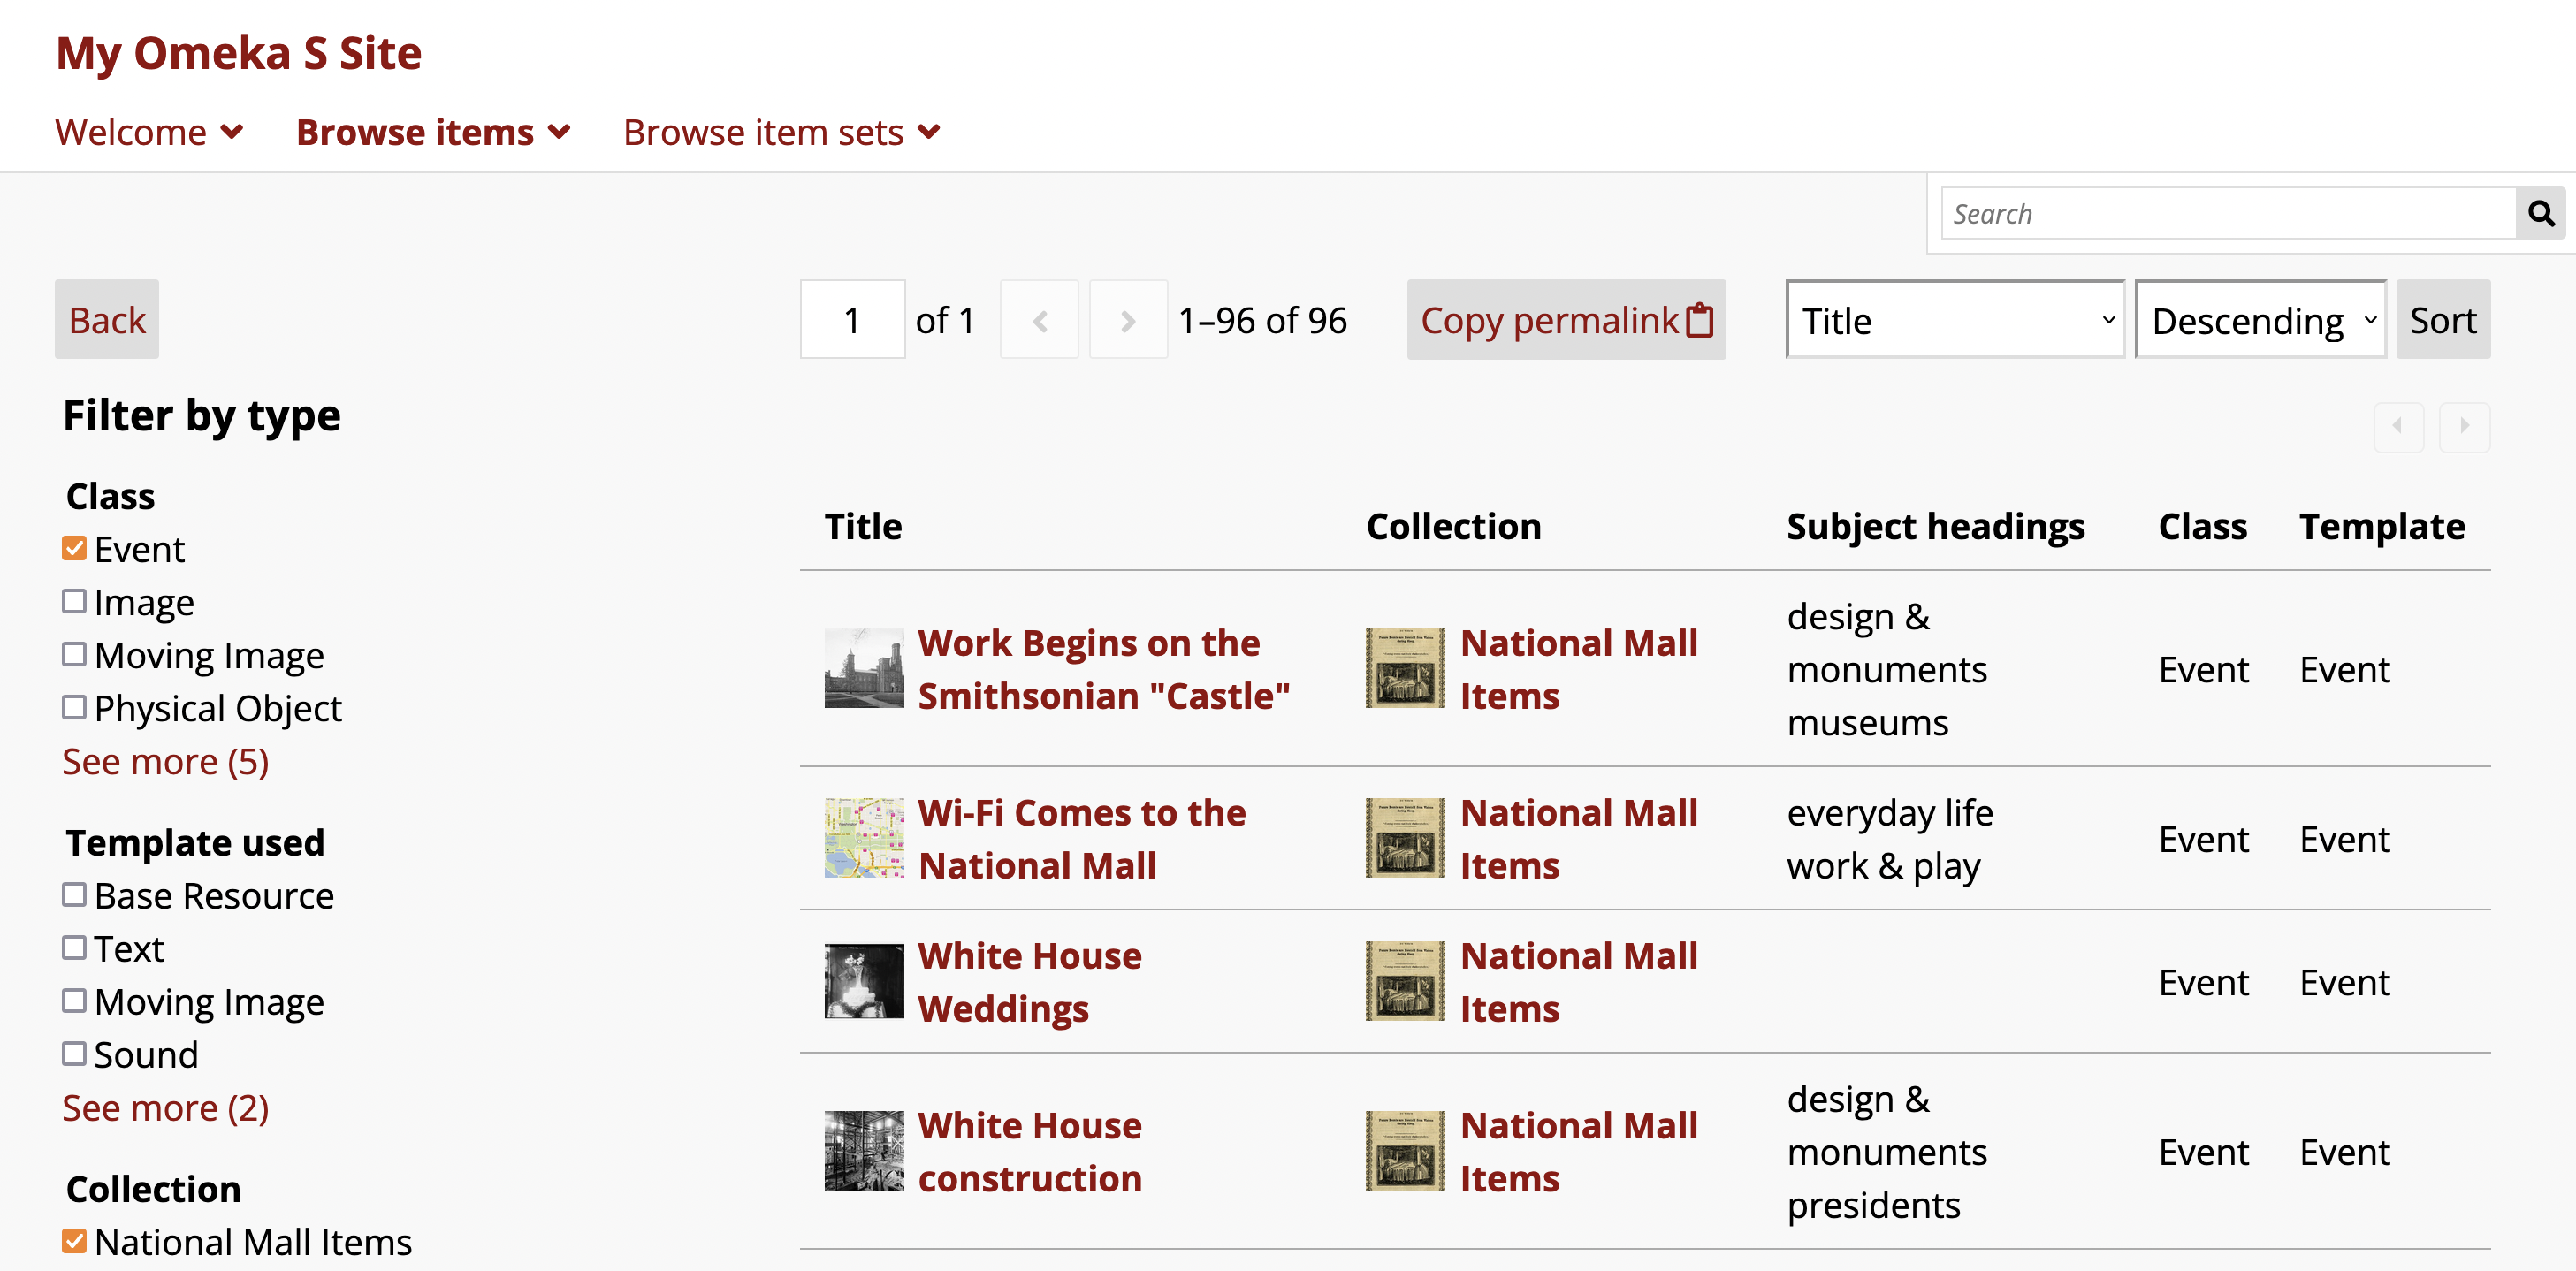 My Omeka S Site
Welcome Browse items Browse item sets
Search
Back
1 of 1 1–96 of 96 Copy permalink Title Descending Sort
Filter by type
Class
Event
Image
Moving Image
Physical Object
See more (5)
Template used
Base Resource
Text
Moving Image
Sound
See more (2)
Collection
National Mall Items
Title Collection Subject headings Class Template
Work Begins on the
Smithsonian "Castle"
National Mall
Items
design &
monuments
museums
Event
Event
Wi-Fi Comes to the
National Mall
National Mall
Items
everyday life
work & play
Event
Event
White House
Weddings
National Mall
Items
Event
Event
White House
construction
National Mall
Items
design &
monuments
presidents
Event
Event